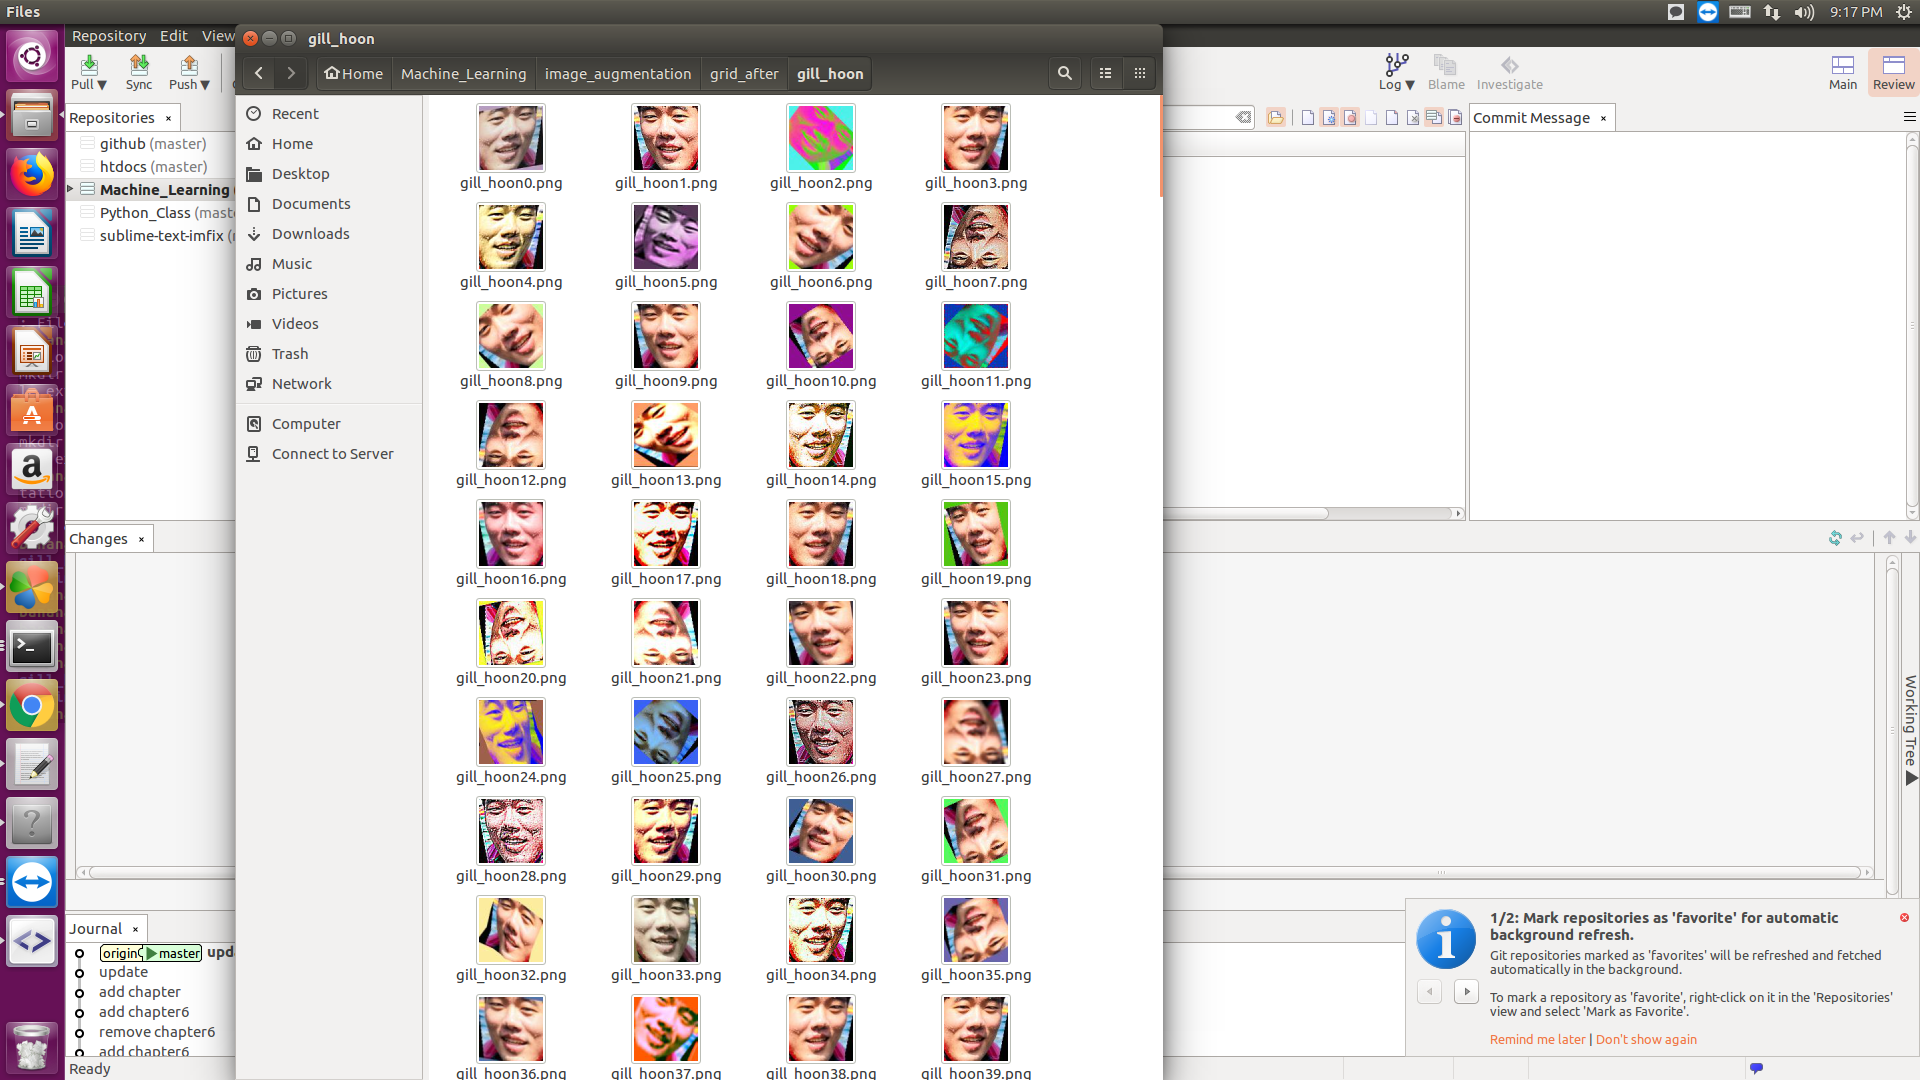 Files
9:17 PM
Repository Edit View
gill_hoon
Home Machine_Learning image_augmentation grid_after gill_hoon
Pull Sync Push
Log Blame Investigate
Main Review
Repositories
github (master)
htdocs (master)
Machine_Learning
Python_Class (mast
sublime-text-imfix
Recent
Home
Desktop
Documents
Downloads
Music
Pictures
Videos
Trash
Network
Computer
Connect to Server
gill_hoon0.png gill_hoon1.png gill_hoon2.png gill_hoon3.png
gill_hoon4.png gill_hoon5.png gill_hoon6.png gill_hoon7.png
gill_hoon8.png gill_hoon9.png gill_hoon10.png gill_hoon11.png
gill_hoon12.png gill_hoon13.png gill_hoon14.png gill_hoon15.png
gill_hoon16.png gill_hoon17.png gill_hoon18.png gill_hoon19.png
gill_hoon20.png gill_hoon21.png gill_hoon22.png gill_hoon23.png
gill_hoon24.png gill_hoon25.png gill_hoon26.png gill_hoon27.png
gill_hoon28.png gill_hoon29.png gill_hoon30.png gill_hoon31.png
gill_hoon32.png gill_hoon33.png gill_hoon34.png gill_hoon35.png
gill_hoon36.png gill_hoon37.png gill_hoon38.png gill_hoon39.png
Commit Message
Changes
Working Tree
Journal
origin master upd
update
add chapter
add chapter6
remove chapter6
add chapter6
Ready
1/2: Mark repositories as 'favorite' for automatic
background refresh.
Git repositories marked as 'favorites' will be refreshed and fetched
automatically in the background.
To mark a repository as 'favorite', right-click on it in the 'Repositories'
view and select 'Mark as Favorite'.
Remind me later | Don't show again